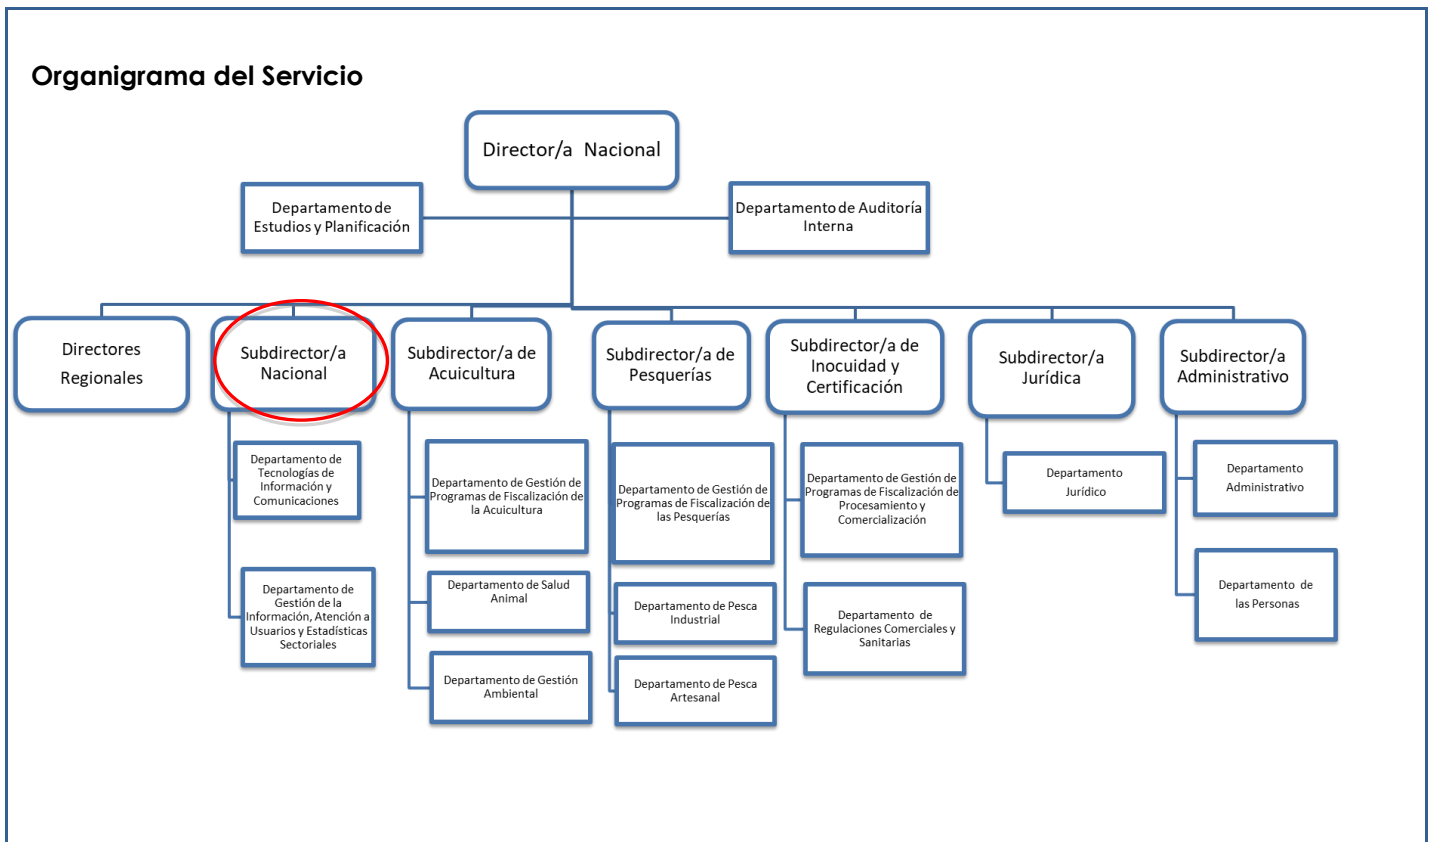 Organigrama del Servicio
Director/a Nacional
Departamento de
Estudios y Planificación
Departamento de Auditoría
Interna
Directores
Regionales
Subdirector/a
Nacional
Subdirector/a de
Acuicultura
Subdirector/a de
Pesquerías
Subdirector/a de
Inocuidad y
Certificación
Subdirector/a
Jurídica
Subdirector/a
Administrativo
Departamento de
Tecnologías de
Información y
Comunicaciones
Departamento de
Gestión de la
Información, Atención a
Usuarios y Estadísticas
Sectoriales
Departamento de Gestión de
Programas de Fiscalización de
la Acuicultura
Departamento de Salud
Animal
Departamento de Gestión
Ambiental
Departamento de Gestión de
Programas de Fiscalización de
las Pesquerías
Departamento de Pesca
Industrial
Departamento de Pesca
Artesanal
Departamento de Gestión de
Programas de Fiscalización de
Procesamiento y
Comercialización
Departamento de
Regulaciones Comerciales y
Sanitarias
Departamento
Jurídico
Departamento
Administrativo
Departamento de
las Personas